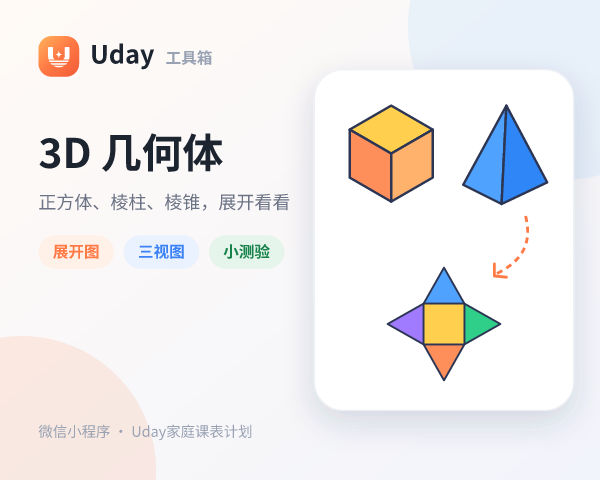 Uday 工具箱
3D 几何体
正方体、棱柱、棱锥，展开看看
展开图 三视图 小测验
微信小程序 · Uday家庭课表计划